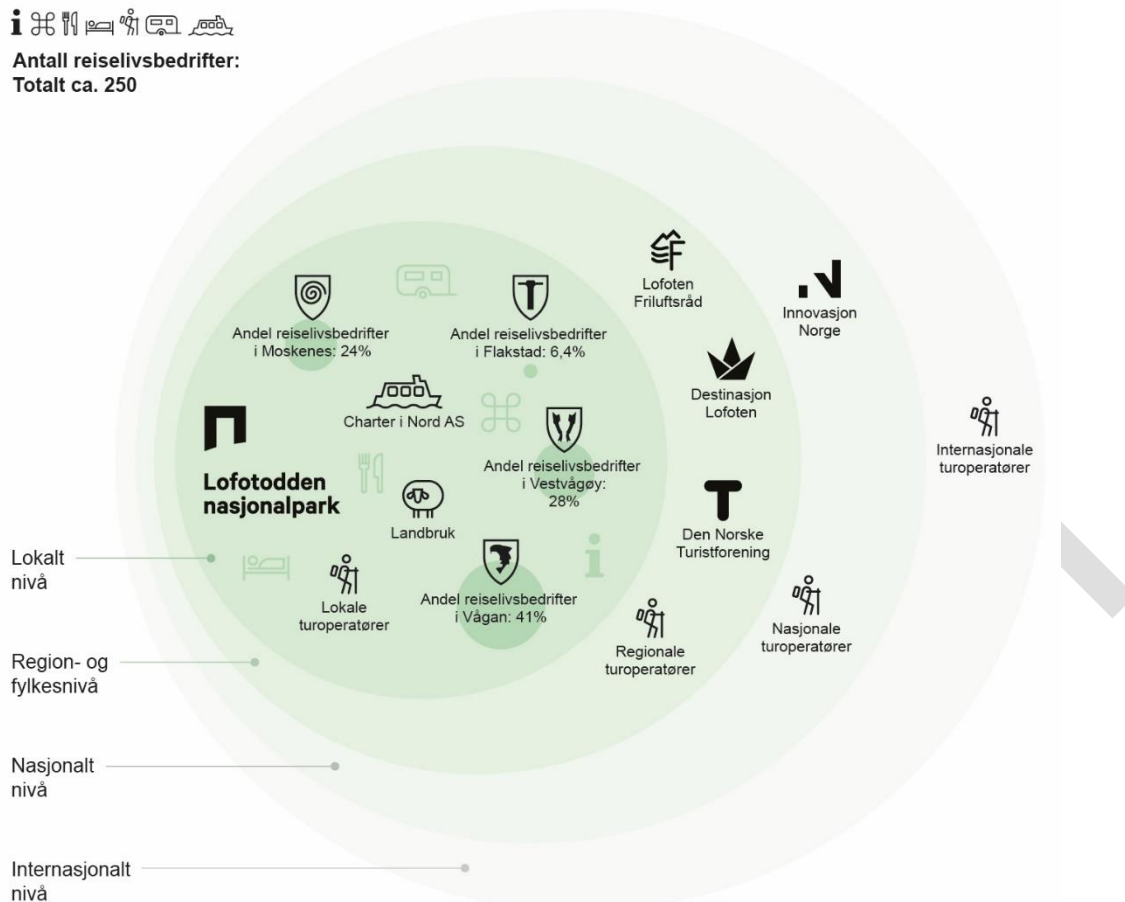 Antall reiselivsbedrifter:
Totalt ca. 250
Lofoten
Friluftsråd
Innovasjon
Norge
Andel reiselivsbedrifter
i Moskenes: 24%
Andel reiselivsbedrifter
i Flakstad: 6,4%
Destinasjon
Lofoten
Charter i Nord AS
Internasjonale
turoperatører
Andel reiselivsbedrifter
i Vestvågøy:
28%
Lofotodden
nasjonalpark
Landbruk
Den Norske
Turistforening
Lokalt
nivå
Lokale
turoperatører
Andel reiselivsbedrifter
i Vågan: 41%
Nasjonale
turoperatører
Regionale
turoperatører
Region- og
fylkesnivå
Nasjonalt
nivå
Internasjonalt
nivå